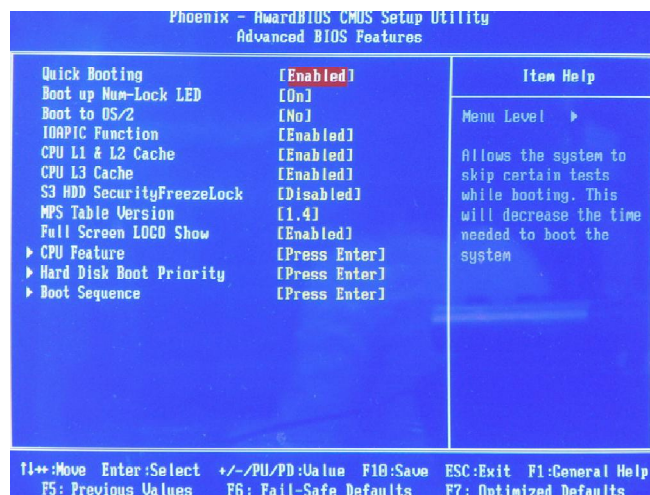 Phoenix - AwardBIOS CMOS Setup Utility
Advanced BIOS Features
Quick Booting [Enabled]
Boot up Num-Lock LED [On]
Boot to OS/2 [No]
IOAPIC Function [Enabled]
CPU L1 & L2 Cache [Enabled]
CPU L3 Cache [Enabled]
S3 HDD SecurityFreezeLock [Disabled]
MPS Table Version [1.4]
Full Screen LOGO Show [Enabled]
▶ CPU Feature [Press Enter]
▶ Hard Disk Boot Priority [Press Enter]
▶ Boot Sequence [Press Enter]
Item Help
Menu Level ▶
Allows the system to
skip certain tests
while booting. This
will decrease the time
needed to boot the
system
↑↓→←:Move Enter:Select +/-/PU/PD:Value F10:Save ESC:Exit F1:General Help
F5: Previous Values F6: Fail-Safe Defaults F7: Optimized Defaults